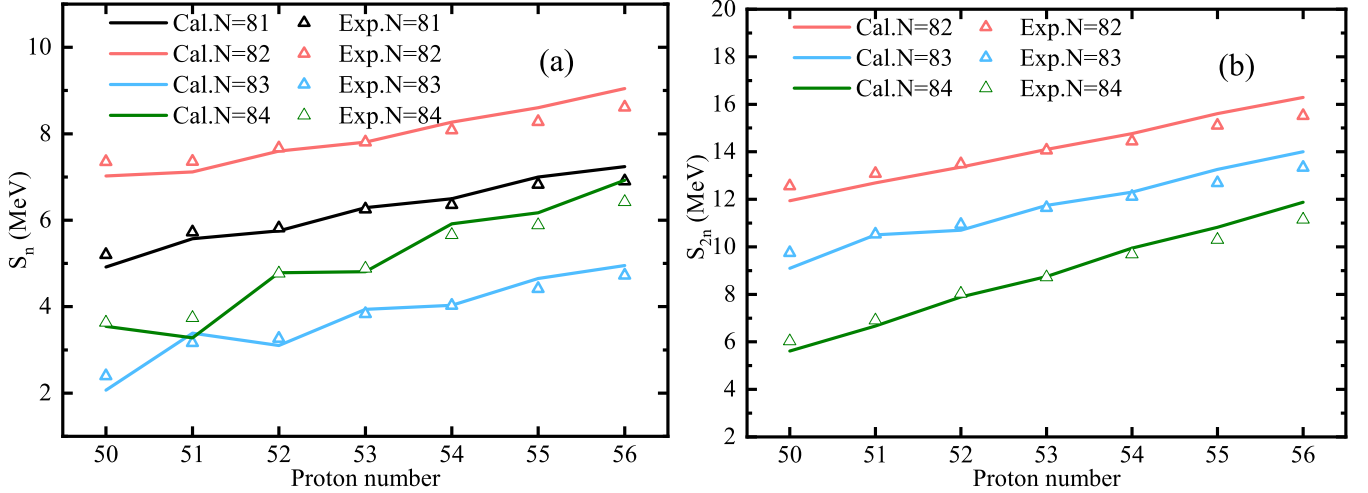 Cal.N=81 Exp.N=81
Cal.N=82 Exp.N=82
Cal.N=83 Exp.N=83
Cal.N=84 Exp.N=84
(a)
10
8
6
4
2
S_n (MeV)
50 51 52 53 54 55 56
Proton number
Cal.N=82 Exp.N=82
Cal.N=83 Exp.N=83
Cal.N=84 Exp.N=84
(b)
20
18
16
14
12
10
8
6
4
2
S_2n (MeV)
50 51 52 53 54 55 56
Proton number